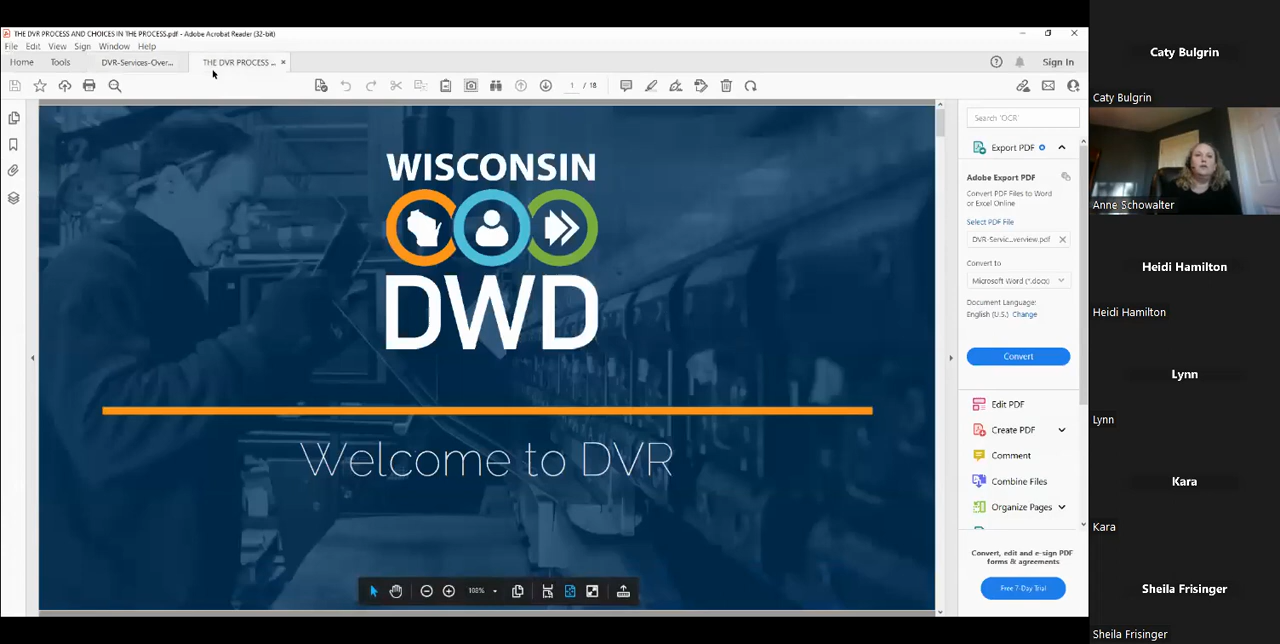 THE DVR PROCESS AND CHOICES IN THE PROCESS.pdf - Adobe Acrobat Reader (32-bit)
File Edit View Sign Window Help
Home Tools DVR-Services-Over... THE DVR PROCESS ... × Sign In
1 / 18
WISCONSIN
DWD
Welcome to DVR
108%
Search 'OCR'
Export PDF
Adobe Export PDF
Convert PDF Files to Word
or Excel Online
Select PDF File
DVR-Servic...verview.pdf
Convert to
Microsoft Word (*.docx)
Document Language:
English (U.S.) Change
Convert
Edit PDF
Create PDF
Comment
Combine Files
Organize Pages
Convert, edit and e-sign PDF
forms & agreements
Free 7-Day Trial
Caty Bulgrin
Caty Bulgrin
Anne Schowalter
Heidi Hamilton
Heidi Hamilton
Lynn
Lynn
Kara
Kara
Sheila Frisinger
Sheila Frisinger